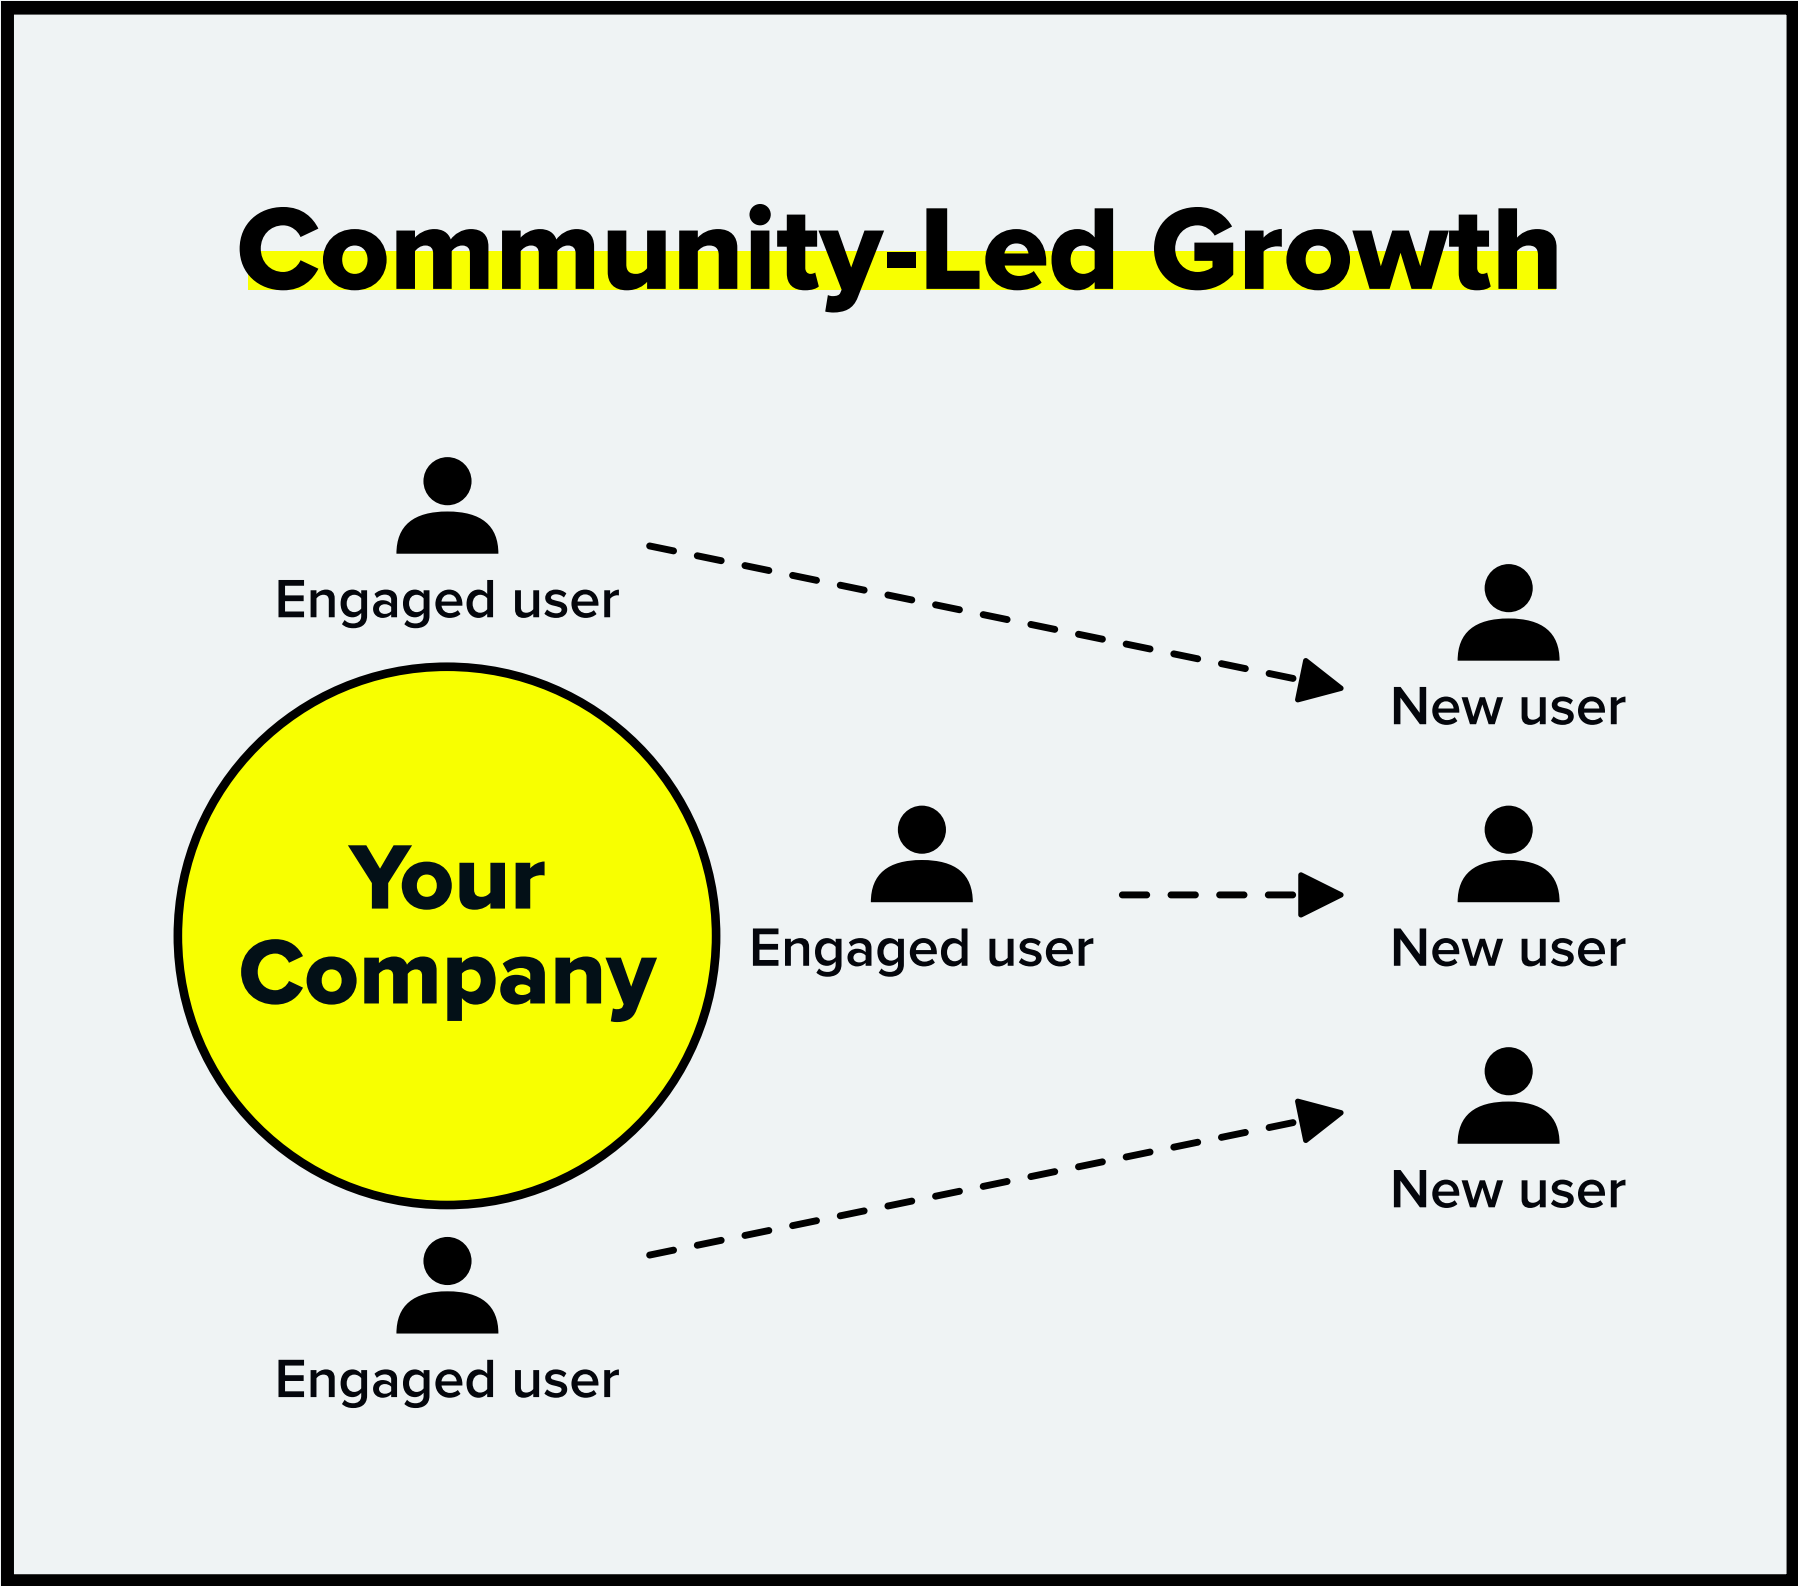 Community-Led Growth
Engaged user
New user
Your
Company
Engaged user
New user
New user
Engaged user